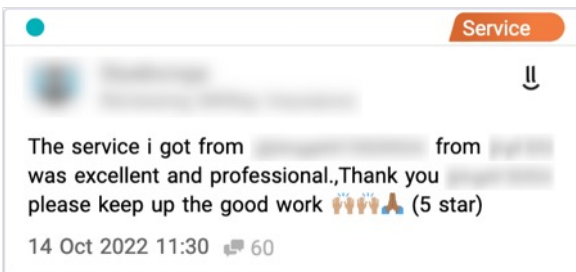 Service
The service i got from from
was excellent and professional.,Thank you
please keep up the good work 🙌🏽🙌🏽🙏🏾 (5 star)
14 Oct 2022 11:30 60